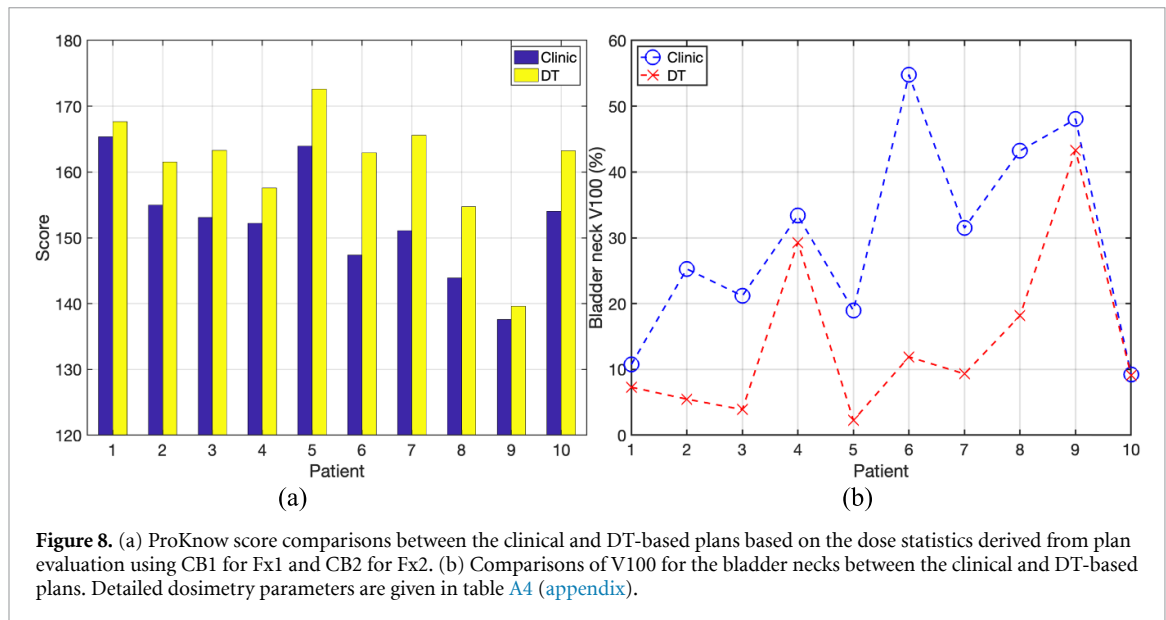 180
170
160
150
140
130
120
Score
Clinic
DT
1 2 3 4 5 6 7 8 9 10
Patient
(a)
60
50
40
30
20
10
0
Bladder neck V100 (%)
Clinic
DT
1 2 3 4 5 6 7 8 9 10
Patient
(b)
Figure 8. (a) ProKnow score comparisons between the clinical and DT-based plans based on the dose statistics derived from plan
evaluation using CB1 for Fx1 and CB2 for Fx2. (b) Comparisons of V100 for the bladder necks between the clinical and DT-based
plans. Detailed dosimetry parameters are given in table A4 (appendix).